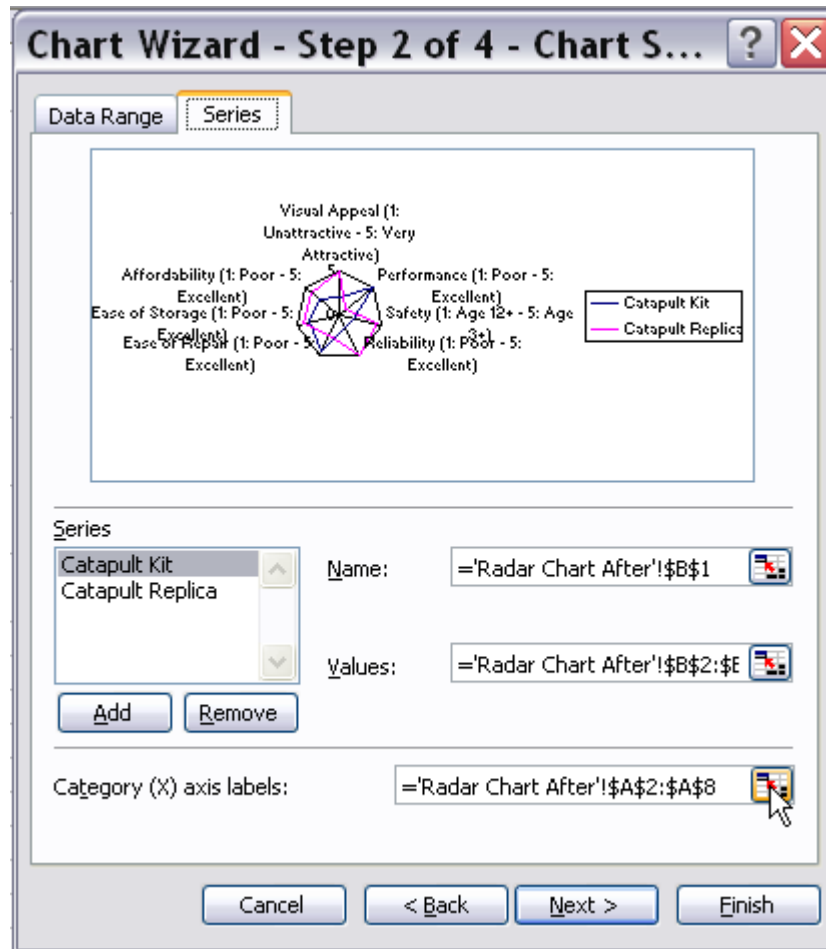 Chart Wizard - Step 2 of 4 - Chart S...
Data Range
Series
Visual Appeal (1:
Unattractive - 5: Very
Attractive)
Affordability (1: Poor - 5:
Excellent)
5
Performance (1: Poor - 5:
Excellent)
Ease of Storage (1: Poor - 5:
Excellent)
0
Safety (1: Age 12+ - 5: Age
3+)
Ease of Repair (1: Poor - 5:
Excellent)
Reliability (1: Poor - 5:
Excellent)
Catapult Kit
Catapult Replica
Series
Catapult Kit
Catapult Replica
Name:
='Radar Chart After'!$B$1
Values:
='Radar Chart After'!$B$2:$B
Add
Remove
Category (X) axis labels:
='Radar Chart After'!$A$2:$A$8
Cancel
< Back
Next >
Finish